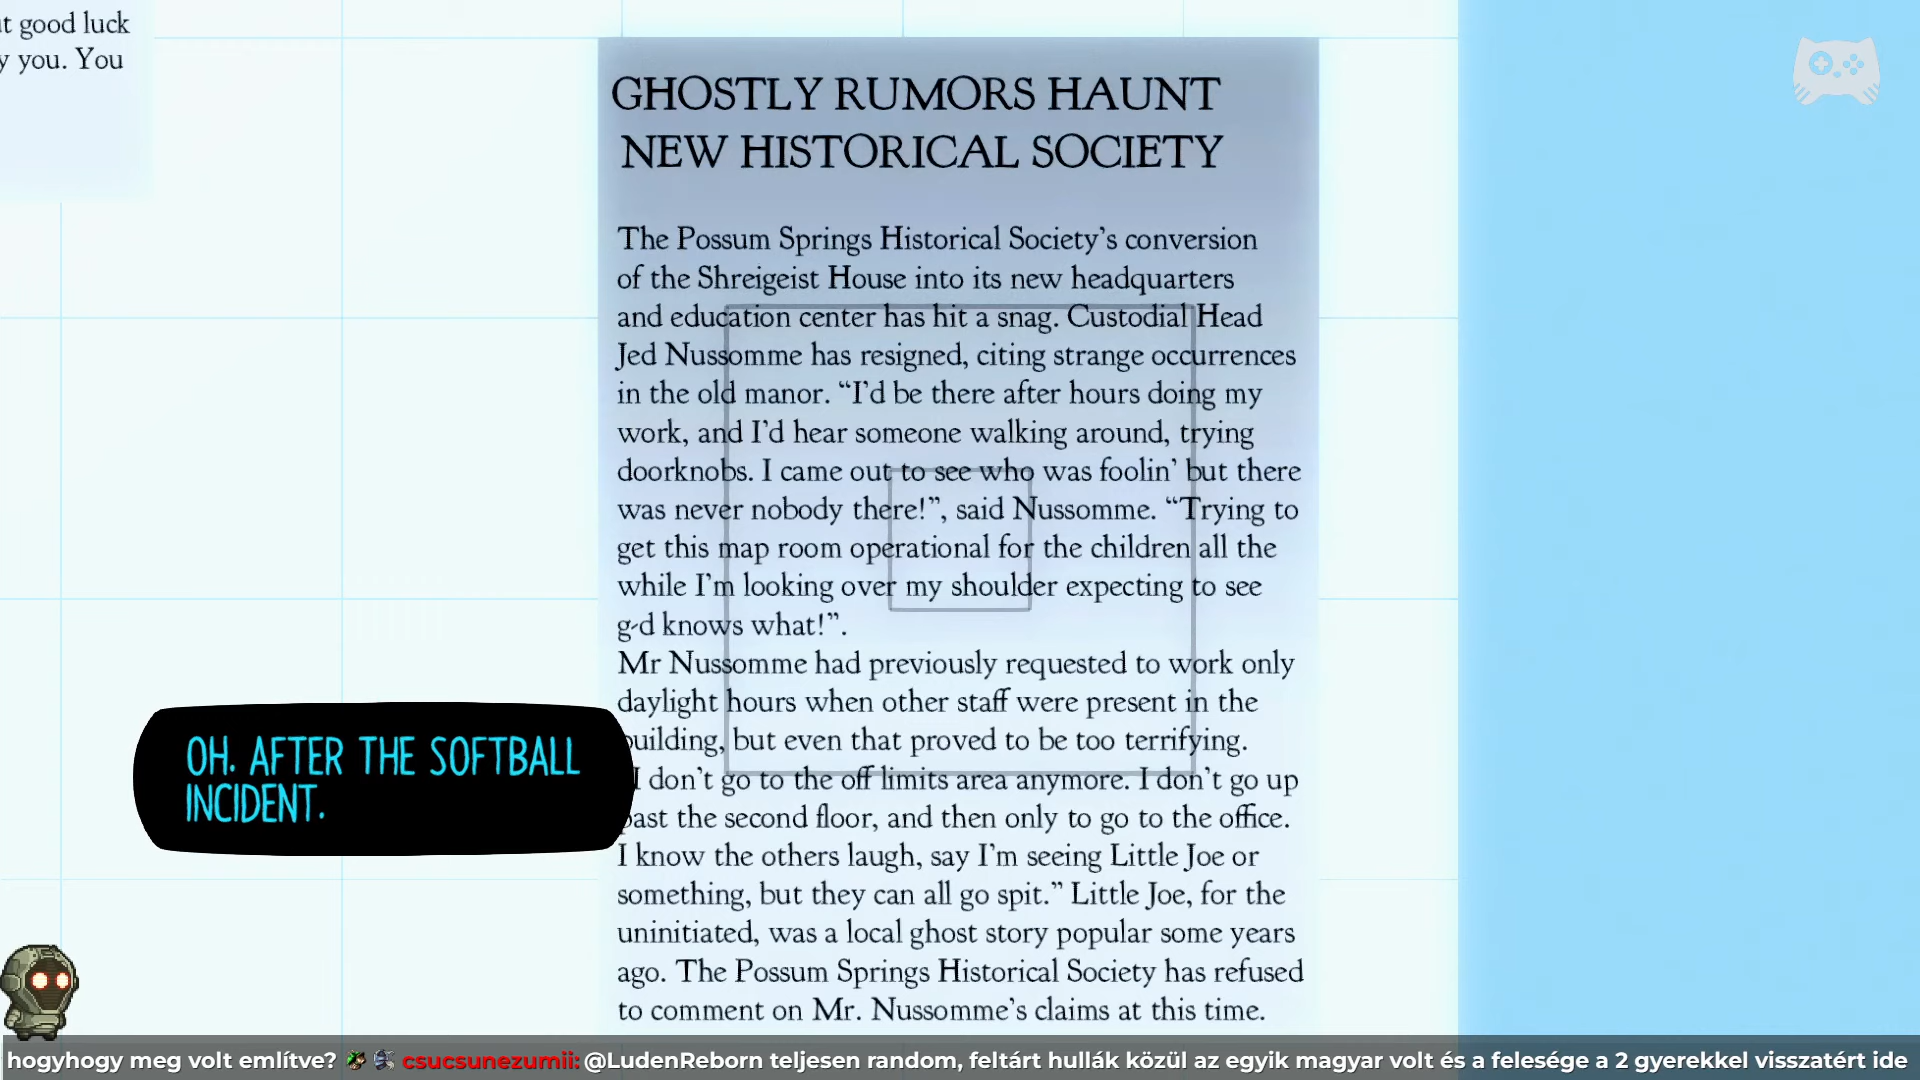 t good luck
y you. You
GHOSTLY RUMORS HAUNT
NEW HISTORICAL SOCIETY
The Possum Springs Historical Society’s conversion
of the Shreigeist House into its new headquarters
and education center has hit a snag. Custodial Head
Jed Nussomme has resigned, citing strange occurrences
in the old manor. “I’d be there after hours doing my
work, and I’d hear someone walking around, trying
doorknobs. I came out to see who was foolin’ but there
was never nobody there!”, said Nussomme. “Trying to
get this map room operational for the children all the
while I’m looking over my shoulder expecting to see
g-d knows what!”.
Mr Nussomme had previously requested to work only
daylight hours when other staff were present in the
building, but even that proved to be too terrifying.
I don’t go to the off limits area anymore. I don’t go up
past the second floor, and then only to go to the office.
I know the others laugh, say I’m seeing Little Joe or
something, but they can all go spit.” Little Joe, for the
uninitiated, was a local ghost story popular some years
ago. The Possum Springs Historical Society has refused
to comment on Mr. Nussomme’s claims at this time.
OH. AFTER THE SOFTBALL
INCIDENT.
hogyhogy meg volt említve? csucsunezumii: @LudenReborn teljesen random, feltárt hullák közül az egyik magyar volt és a felesége a 2 gyerekkel visszatért ide